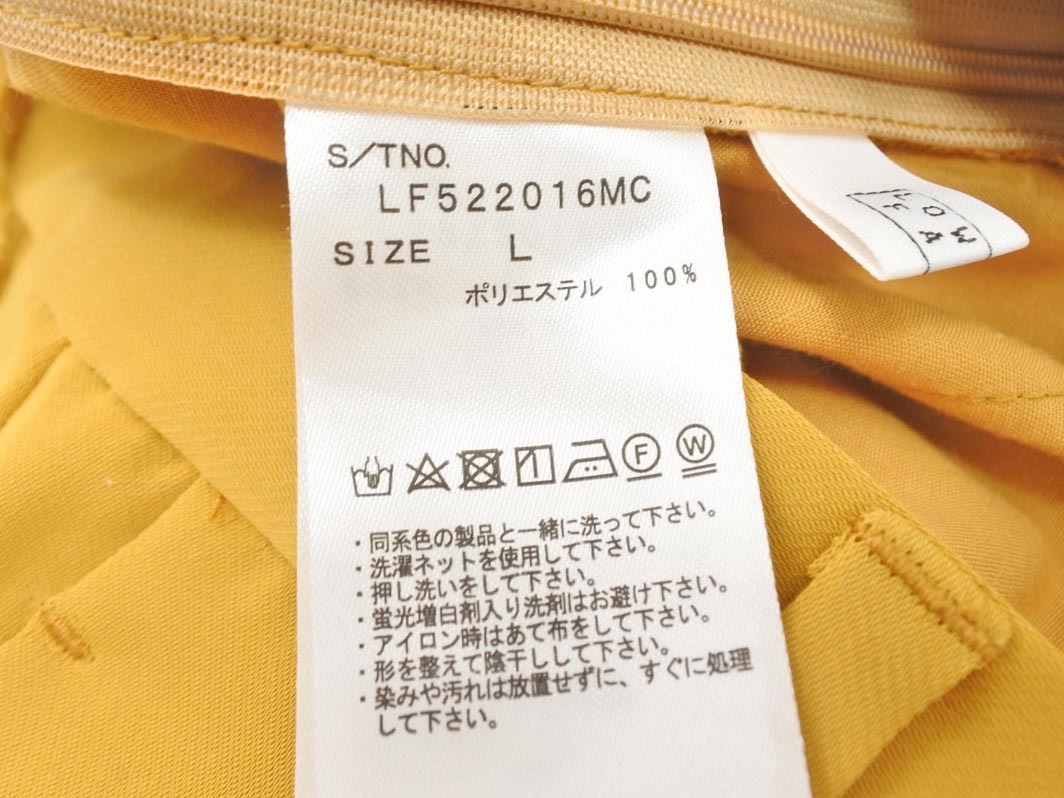 S/TNO.
LF522016MC
SIZE L
ポリエステル 100%
F W
・同系色の製品と一緒に洗って下さい。
・洗濯ネットを使用して下さい。
・押し洗いをして下さい。
・蛍光増白剤入り洗剤はお避け下さい。
・アイロン時はあて布をして下さい。
・形を整えて陰干しして下さい。
・染みや汚れは放置せずに、すぐに処理
して下さい。